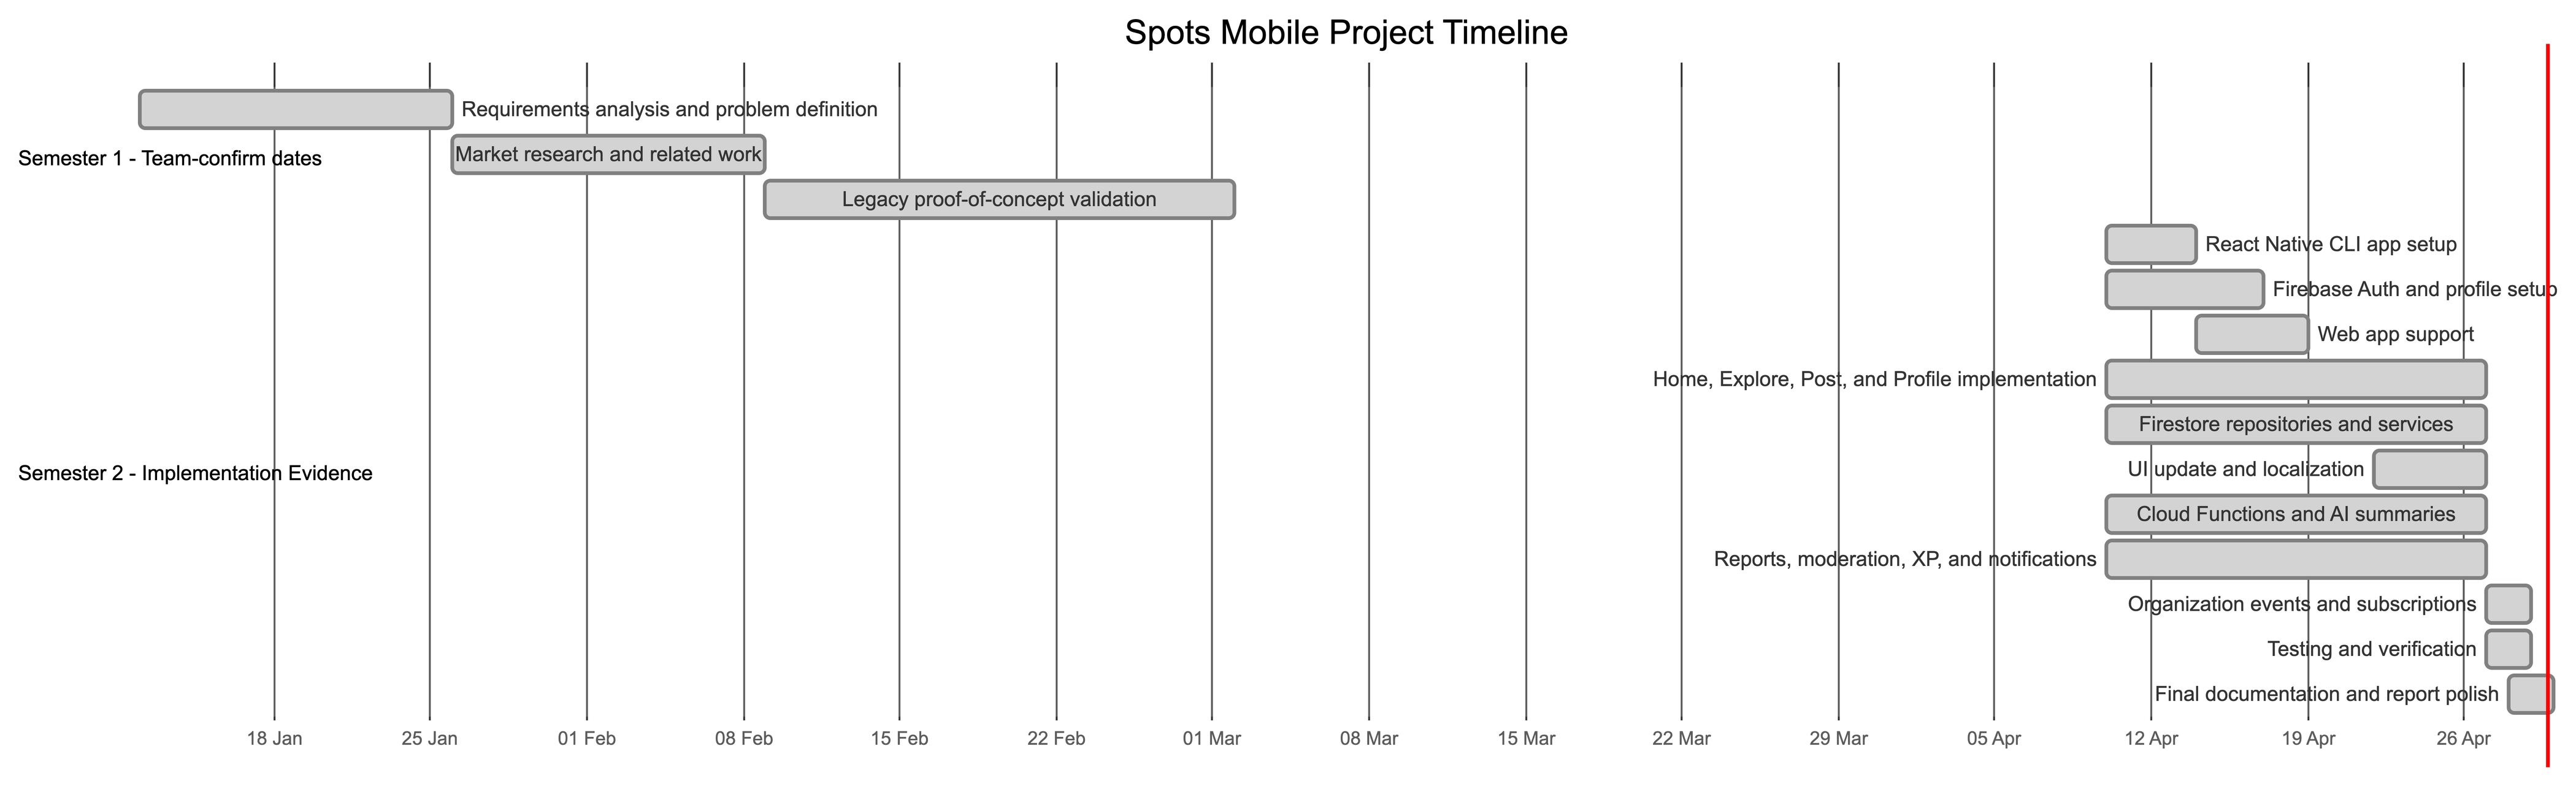 Spots Mobile Project Timeline
Requirements analysis and problem definition
Semester 1 - Team-confirm dates
Market research and related work
Legacy proof-of-concept validation
React Native CLI app setup
Firebase Auth and profile setup
Web app support
Home, Explore, Post, and Profile implementation
Firestore repositories and services
Semester 2 - Implementation Evidence
UI update and localization
Cloud Functions and AI summaries
Reports, moderation, XP, and notifications
Organization events and subscriptions
Testing and verification
Final documentation and report polish
18 Jan 25 Jan 01 Feb 08 Feb 15 Feb 22 Feb 01 Mar 08 Mar 15 Mar 22 Mar 29 Mar 05 Apr 12 Apr 19 Apr 26 Apr